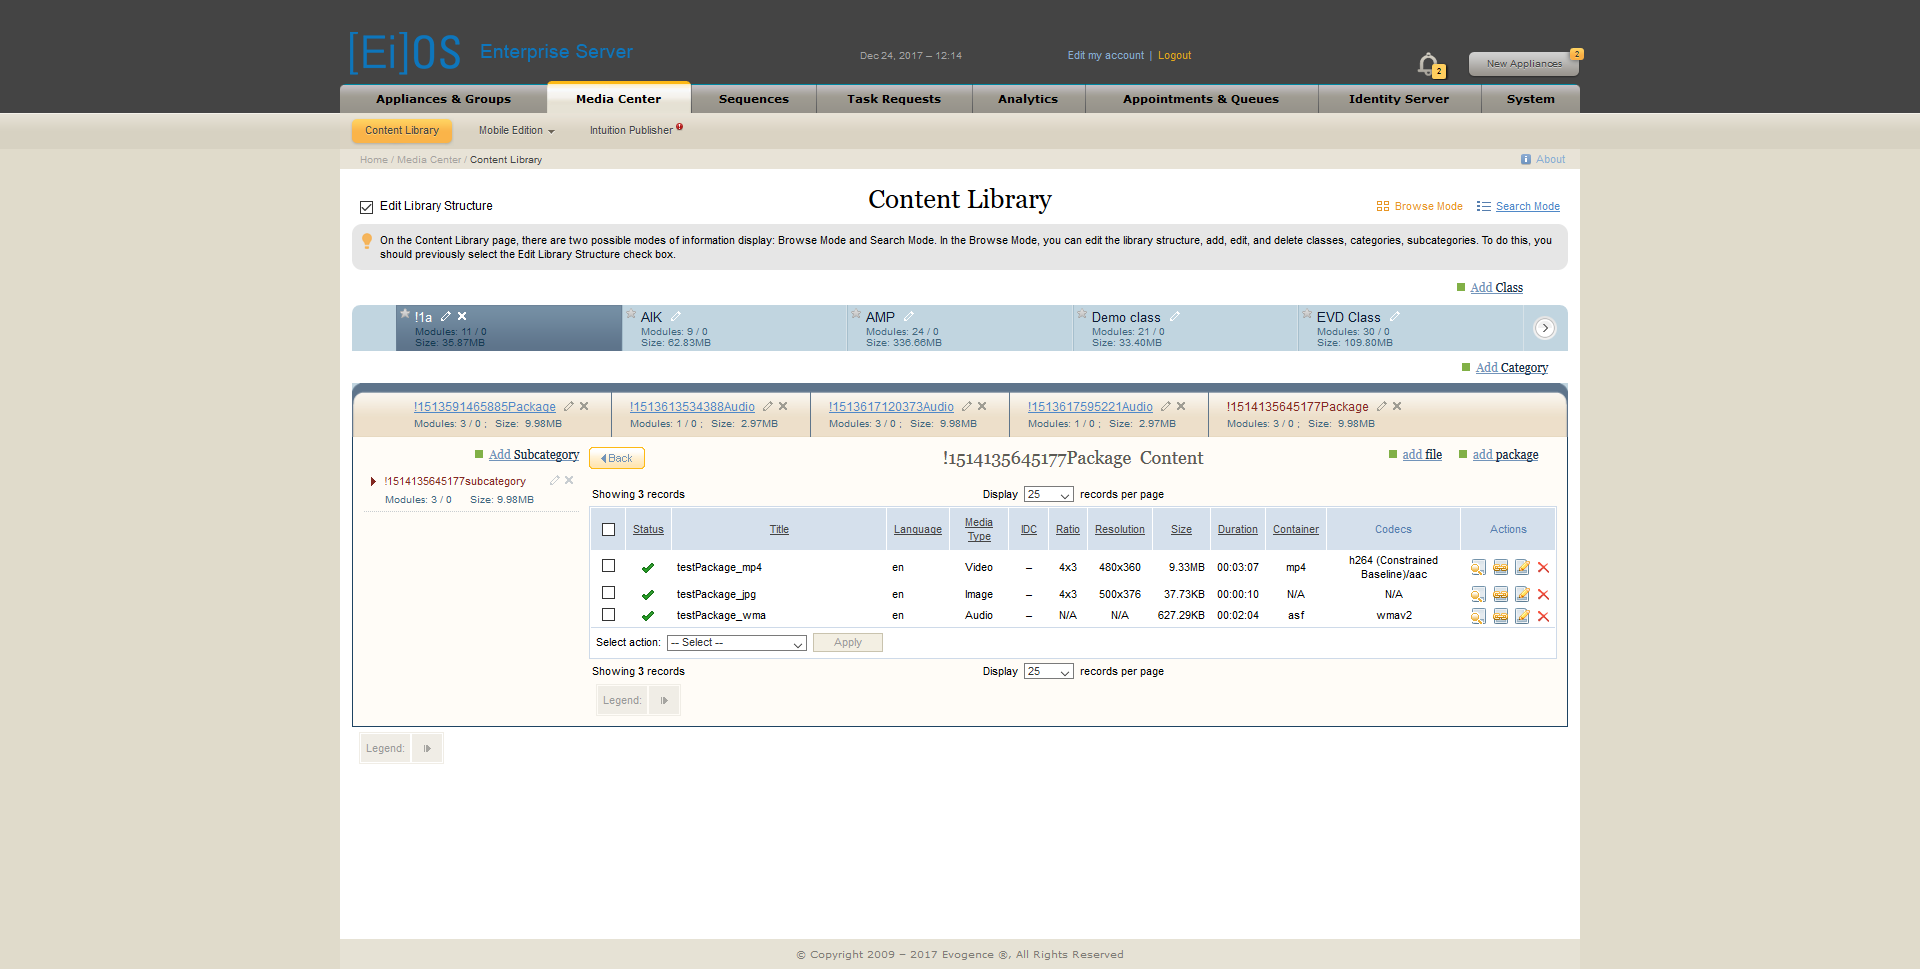 [Ei]OS Enterprise Server
Dec 24, 2017 – 12:14
Edit my account | Logout
2
New Appliances
2
Appliances & Groups
Media Center
Sequences
Task Requests
Analytics
Appointments & Queues
Identity Server
System
Content Library
Mobile Edition
Intuition Publisher
Home / Media Center / Content Library
About
Edit Library Structure
Content Library
Browse Mode
Search Mode
On the Content Library page, there are two possible modes of information display: Browse Mode and Search Mode. In the Browse Mode, you can edit the library structure, add, edit, and delete classes, categories, subcategories. To do this, you
should previously select the Edit Library Structure check box.
Add Class
!1a
Modules: 11 / 0
Size: 35.87MB
AIK
Modules: 9 / 0
Size: 62.83MB
AMP
Modules: 24 / 0
Size: 336.66MB
Demo class
Modules: 21 / 0
Size: 33.40MB
EVD Class
Modules: 30 / 0
Size: 109.80MB
Add Category
!1513591465885Package
Modules: 3 / 0 ; Size: 9.98MB
!1513613534388Audio
Modules: 1 / 0 ; Size: 2.97MB
!1513617120373Audio
Modules: 3 / 0 ; Size: 9.98MB
!1513617595221Audio
Modules: 1 / 0 ; Size: 2.97MB
!1514135645177Package
Modules: 3 / 0 ; Size: 9.98MB
Add Subcategory
!1514135645177subcategory
Modules: 3 / 0 Size: 9.98MB
Back
!1514135645177Package Content
add file
add package
Showing 3 records
Display 25 records per page
Status
Title
Language
Media
Type
IDC
Ratio
Resolution
Size
Duration
Container
Codecs
Actions
testPackage_mp4 en Video – 4x3 480x360 9.33MB 00:03:07 mp4 h264 (Constrained
Baseline)/aac
testPackage_jpg en Image – 4x3 500x376 37.73KB 00:00:10 N/A N/A
testPackage_wma en Audio – N/A N/A 627.29KB 00:02:04 asf wmav2
Select action: -- Select -- Apply
Showing 3 records
Display 25 records per page
Legend:
Legend:
© Copyright 2009 – 2017 Evogence ®, All Rights Reserved